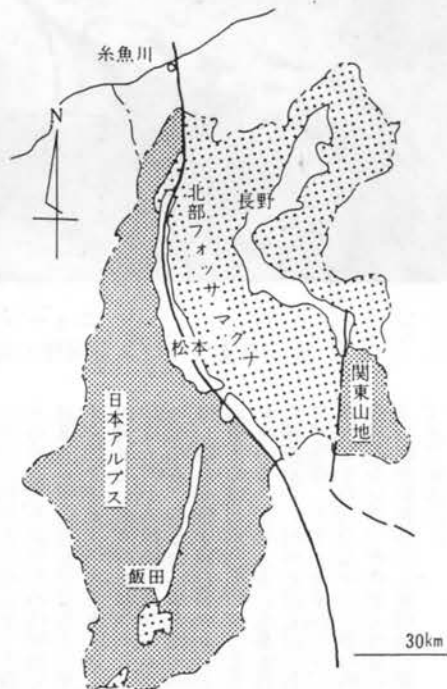 糸魚川
N
長野
北部フォッサマグナ
松本
関東山地
日本アルプス
飯田
30km